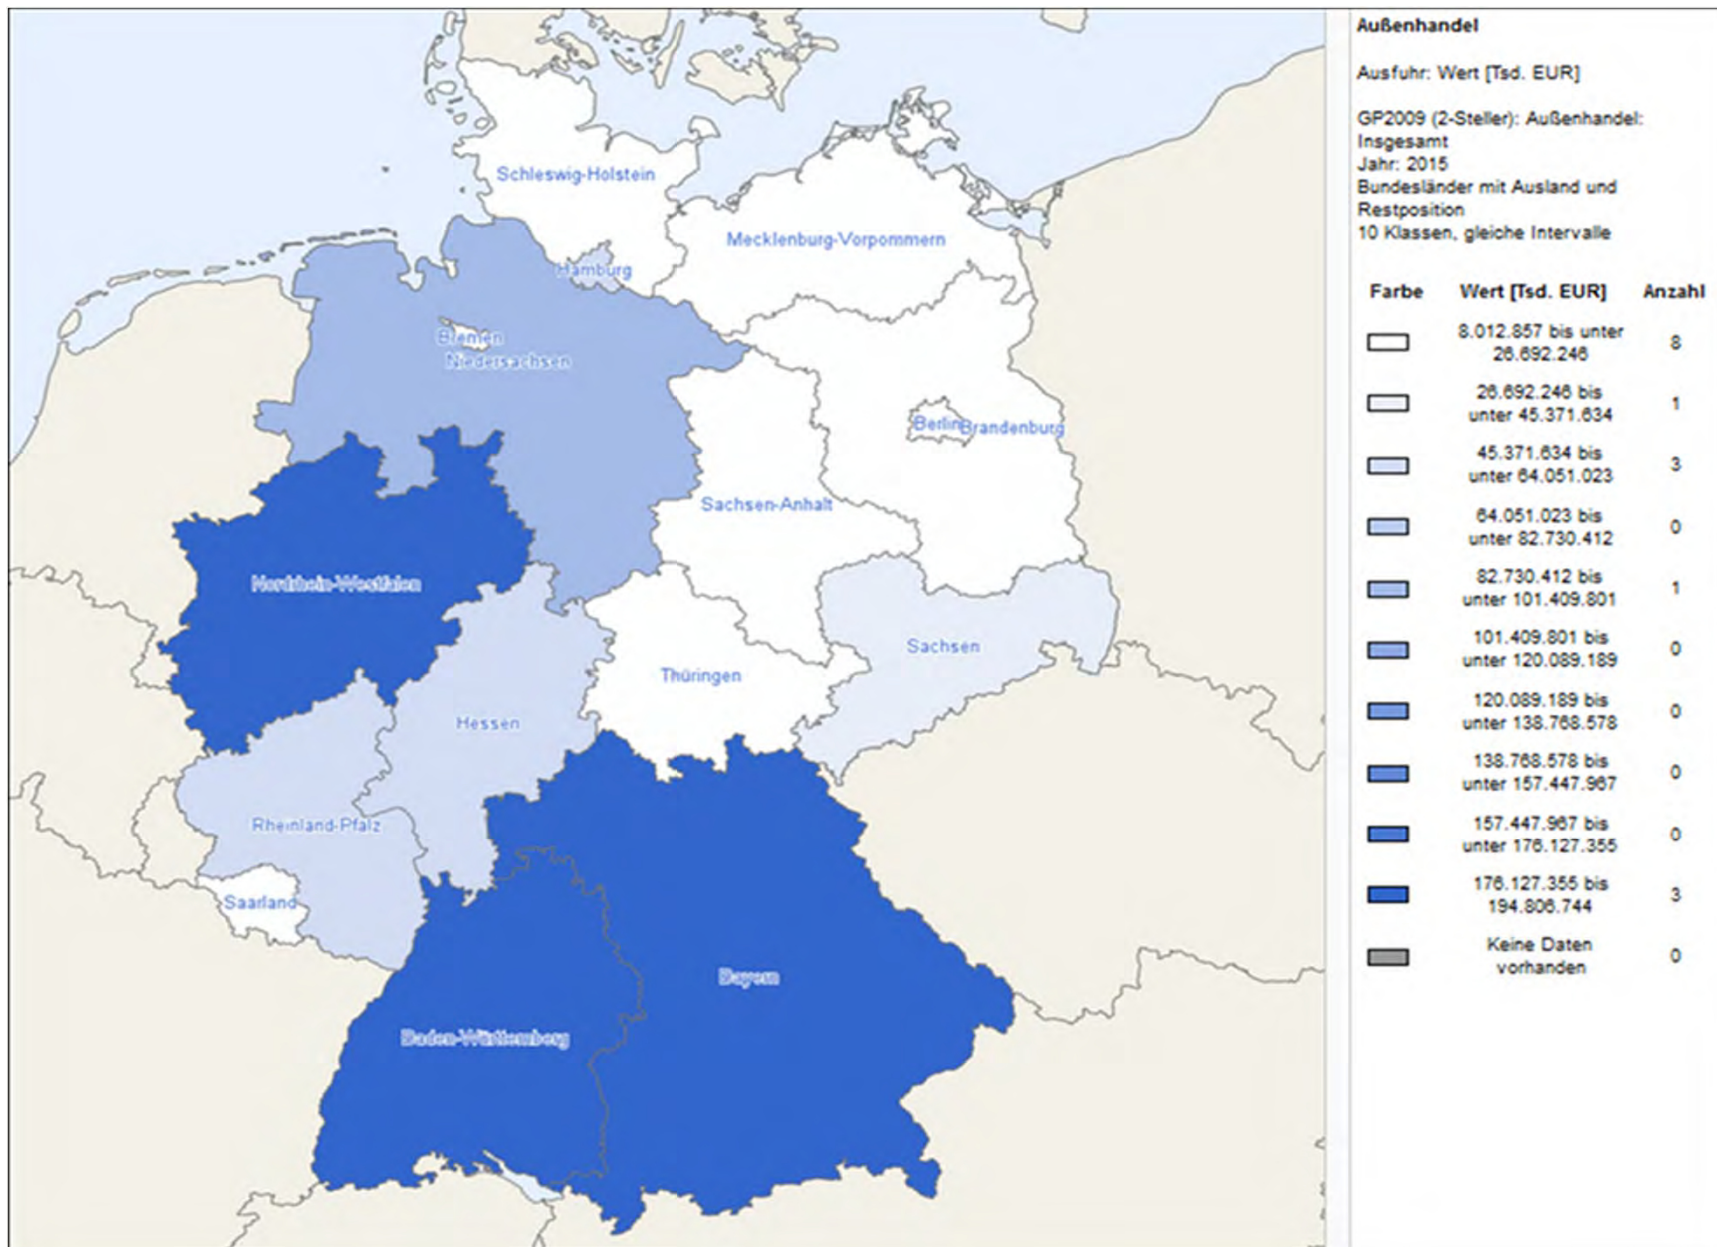 Außenhandel
Ausfuhr: Wert [Tsd. EUR]
GP2009 (2-Steller): Außenhandel:
Insgesamt
Jahr: 2015
Bundesländer mit Ausland und
Restposition
10 Klassen, gleiche Intervalle
Farbe Wert [Tsd. EUR] Anzahl
8.012.857 bis unter
26.692.246
8
26.692.246 bis
unter 45.371.634
1
45.371.634 bis
unter 64.051.023
3
64.051.023 bis
unter 82.730.412
0
82.730.412 bis
unter 101.409.801
1
101.409.801 bis
unter 120.089.189
0
120.089.189 bis
unter 138.768.578
0
138.768.578 bis
unter 157.447.967
0
157.447.967 bis
unter 176.127.355
0
176.127.355 bis
194.806.744
3
Keine Daten
vorhanden
0
Schleswig-Holstein
Mecklenburg-Vorpommern
Hamburg
Bremen
Niedersachsen
Berlin
Brandenburg
Sachsen-Anhalt
Nordrhein-Westfalen
Sachsen
Thüringen
Hessen
Rheinland-Pfalz
Saarland
Bayern
Baden-Württemberg